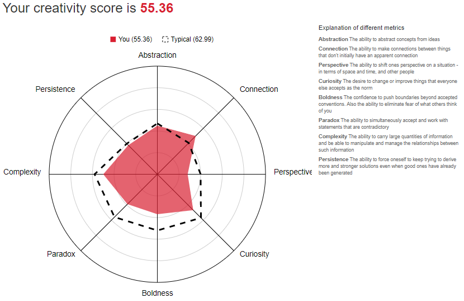 Your creativity score is 55.36
You (55.36) Typical (62.99)
Abstraction
Persistence
Connection
Complexity
Perspective
Paradox
Curiosity
Boldness
Explanation of different metrics
Abstraction The ability to abstract concepts from ideas
Connection The ability to make connections between things
that don't initially have an apparent connection
Perspective The ability to shift ones perspective on a situation -
in terms of space and time, and other people
Curiosity The desire to change or improve things that everyone
else accepts as the norm
Boldness The confidence to push boundaries beyond accepted
conventions. Also the ability to eliminate fear of what others think
of you
Paradox The ability to simultaneously accept and work with
statements that are contradictory
Complexity The ability to carry large quantities of information
and be able to manipulate and manage the relationships between
such information
Persistence The ability to force oneself to keep trying to derive
more and stronger solutions even when good ones have already
been generated